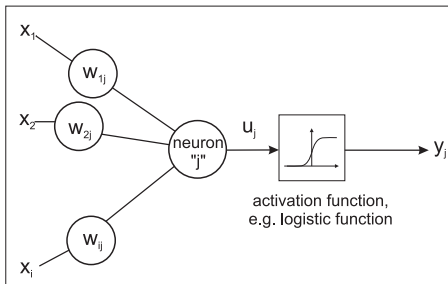 x1
w1j
x2
w2j
neuron
"j"
uj
yj
activation function,
e.g. logistic function
wij
xi